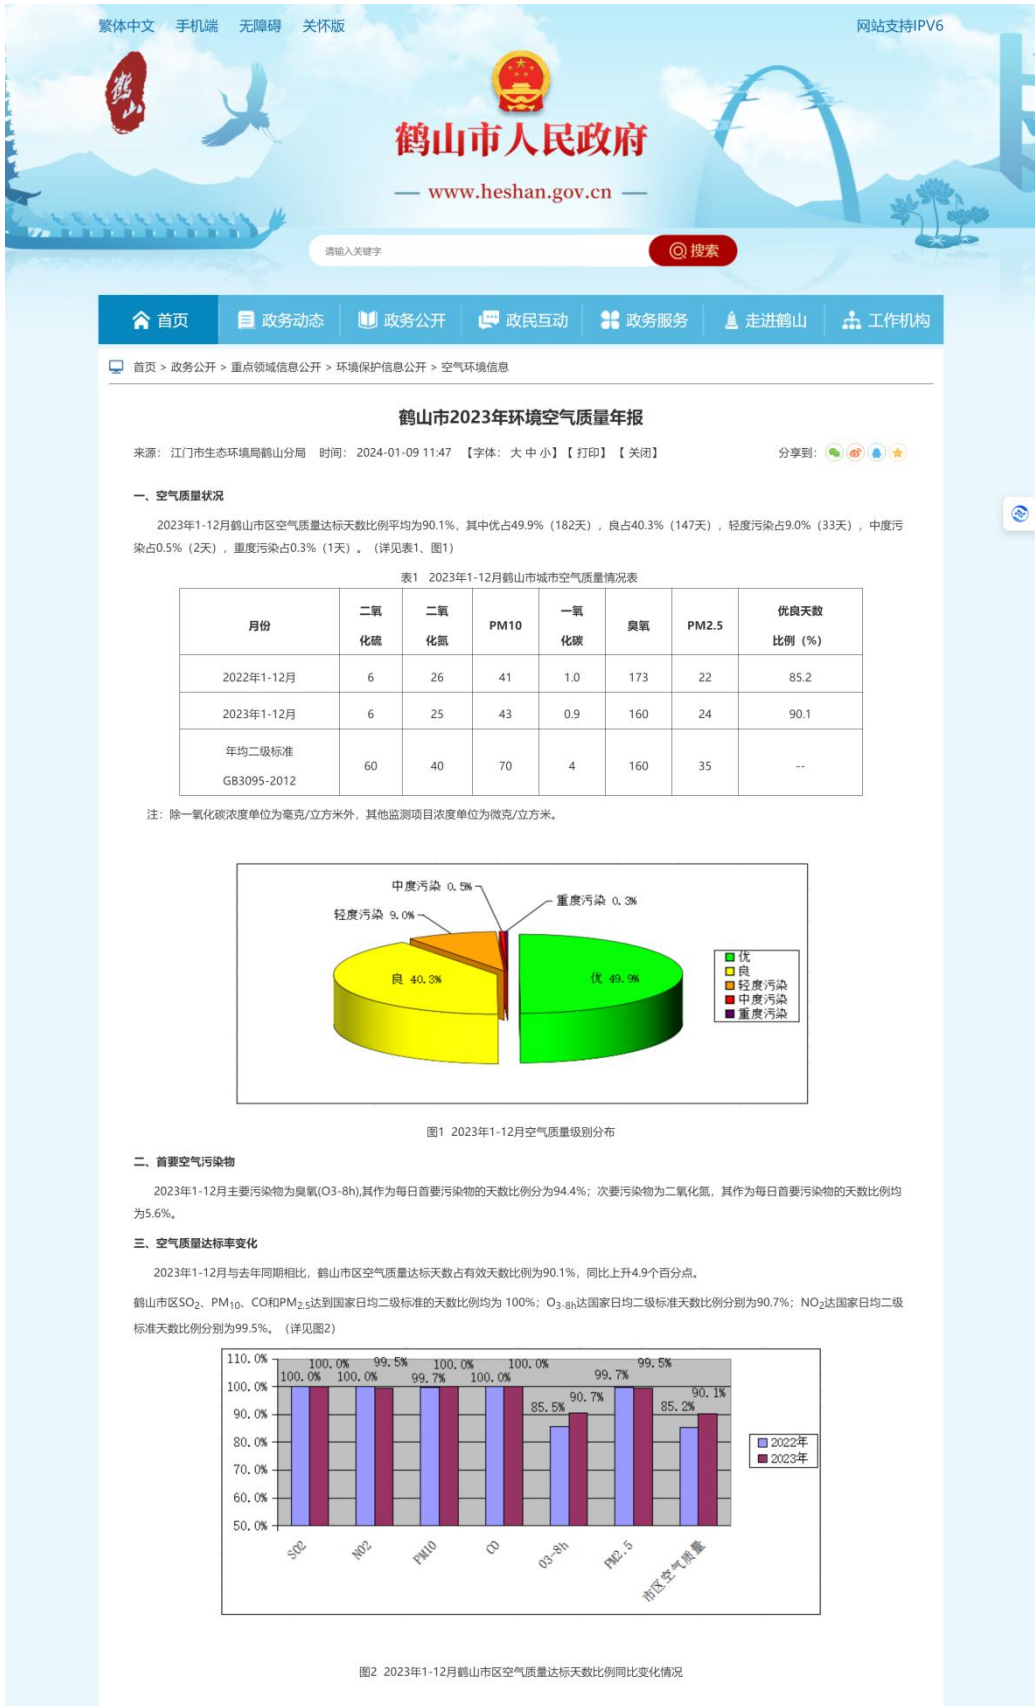 繁体中文 手机端 无障碍 关怀版 网站支持IPV6
鹤山
鹤山市人民政府
www.heshan.gov.cn
请输入关键字 搜索
首页 政务动态 政务公开 政民互动 政务服务 走进鹤山 工作机构
首页 > 政务公开 > 重点领域信息公开 > 环境保护信息公开 > 空气环境信息
鹤山市2023年环境空气质量年报
来源: 江门市生态环境局鹤山分局 时间: 2024-01-09 11:47 【字体: 大 中 小】【 打印】【 关闭】 分享到:
一、空气质量状况
2023年1-12月鹤山市区空气质量达标天数比例平均为90.1%，其中优占49.9%（182天），良占40.3%（147天），轻度污染占9.0%（33天），中度污
染占0.5%（2天），重度污染占0.3%（1天）。（详见表1、图1）
表1 2023年1-12月鹤山市城市空气质量情况表
月份 二氧化硫 二氧化氮 PM10 一氧化碳 臭氧 PM2.5 优良天数比例（%）
2022年1-12月 6 26 41 1.0 173 22 85.2
2023年1-12月 6 25 43 0.9 160 24 90.1
年均二级标准
GB3095-2012 60 40 70 4 160 35 --
注：除一氧化碳浓度单位为毫克/立方米外，其他监测项目浓度单位为微克/立方米。
中度污染 0.5%
重度污染 0.3%
轻度污染 9.0%
良 40.3%
优 49.9%
优
良
轻度污染
中度污染
重度污染
图1 2023年1-12月空气质量级别分布
二、首要空气污染物
2023年1-12月主要污染物为臭氧(O3-8h),其作为每日首要污染物的天数比例分为94.4%；次要污染物为二氧化氮，其作为每日首要污染物的天数比例均
为5.6%。
三、空气质量达标率变化
2023年1-12月与去年同期相比，鹤山市区空气质量达标天数占有效天数比例为90.1%，同比上升4.9个百分点。
鹤山市区SO2、PM10、CO和PM2.5达到国家日均二级标准的天数比例均为 100%；O3-8h达国家日均二级标准天数比例分别为90.7%；NO2达国家日均二级
标准天数比例分别为99.5%。（详见图2）
110.0%
100.0%
90.0%
80.0%
70.0%
60.0%
50.0%
100.0% 99.5% 100.0% 100.0% 90.7% 99.5% 90.1%
100.0% 100.0% 99.7% 100.0% 85.5% 99.7% 85.2%
SO2 NO2 PM10 CO O3-8h PM2.5 市区空气质量
2022年
2023年
图2 2023年1-12月鹤山市区空气质量达标天数比例同比变化情况